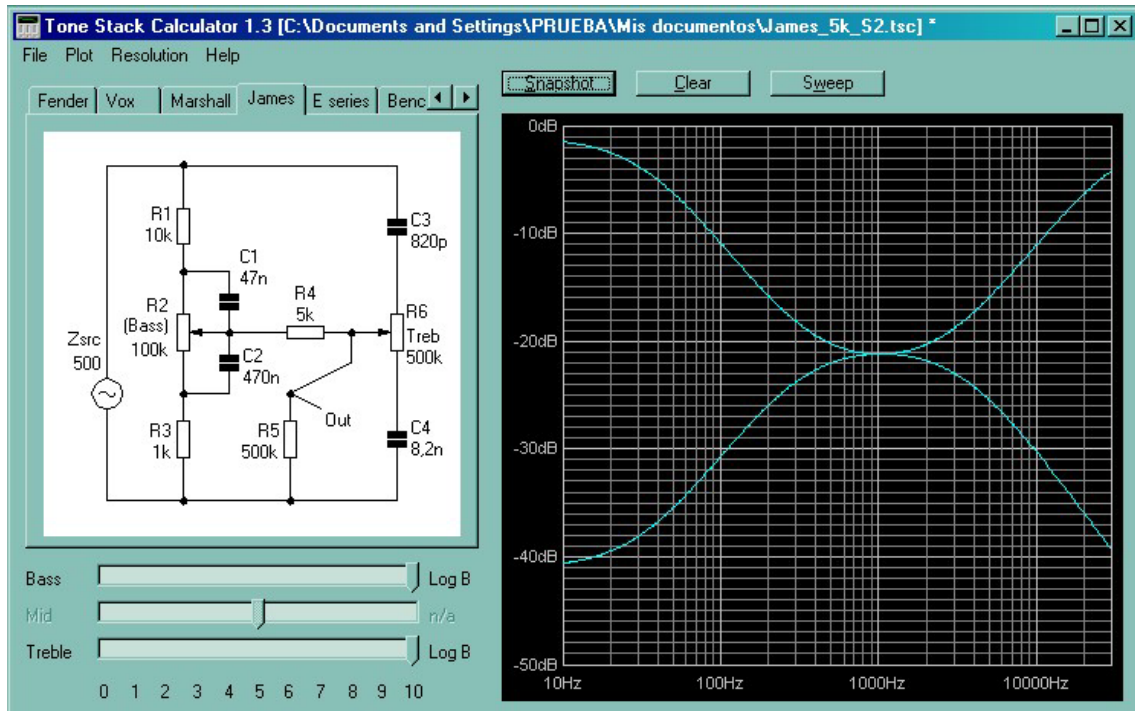 Tone Stack Calculator 1.3 [C:\Documents and Settings\PRUEBA\Mis documentos\James_5k_S2.tsc] *
File Plot Resolution Help
Fender Vox Marshall James E series Benc
Snapshot Clear Sweep
R1
10k
C1
47n
R2
(Bass)
100k
R4
5k
C3
820p
R6
Treb
500k
Zsrc
500
C2
470n
R3
1k
R5
500k
Out
C4
8,2n
Bass Log B
Mid n/a
Treble Log B
0 1 2 3 4 5 6 7 8 9 10
0dB
-10dB
-20dB
-30dB
-40dB
-50dB
10Hz 100Hz 1000Hz 10000Hz